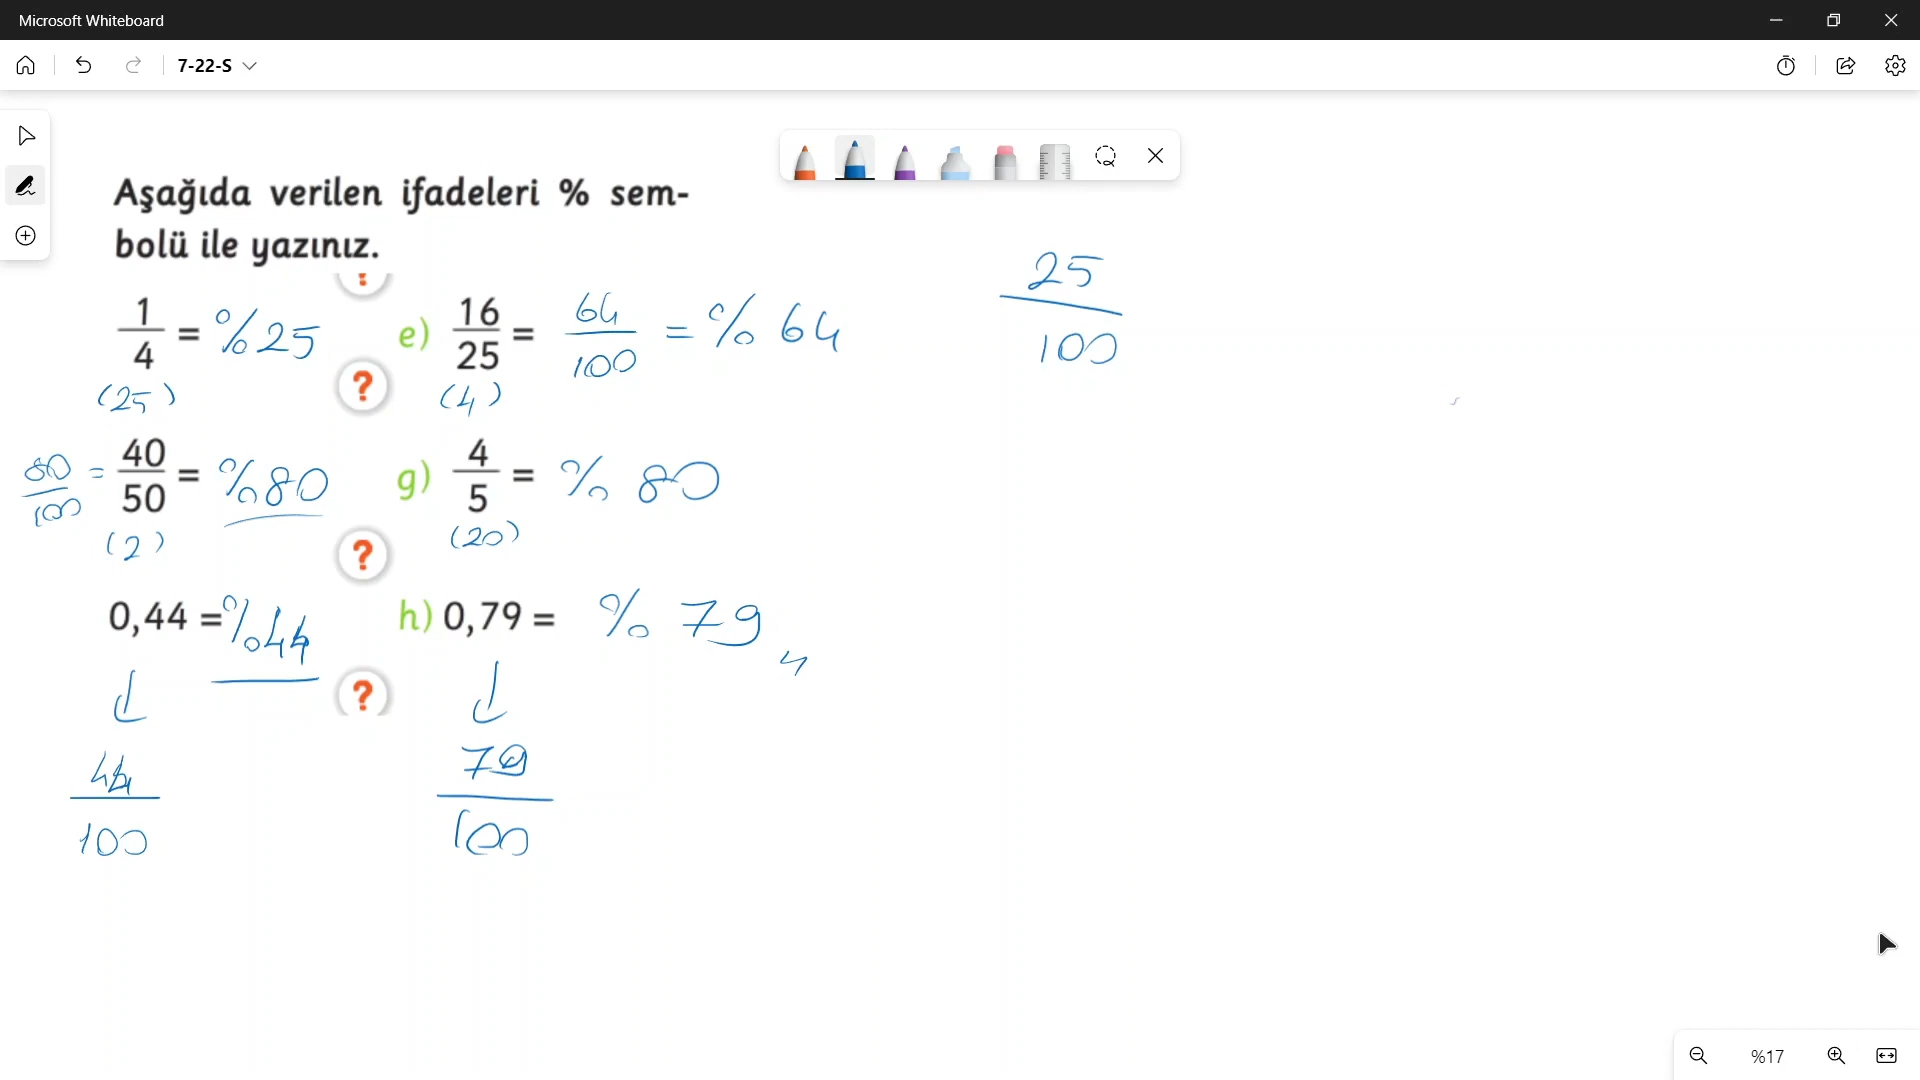 Microsoft Whiteboard
7-22-S
Aşağıda verilen ifadeleri % sem-
bolü ile yazınız.
1/4 = %25
(25)
e) 16/25 = 64/100 = % 64
(4)
25/100
80/100 = 40/50 = %80
(2)
g) 4/5 = % 80
(20)
0,44 = %44
44/100
h) 0,79 = % 79
79/100
?
?
?
?
%17